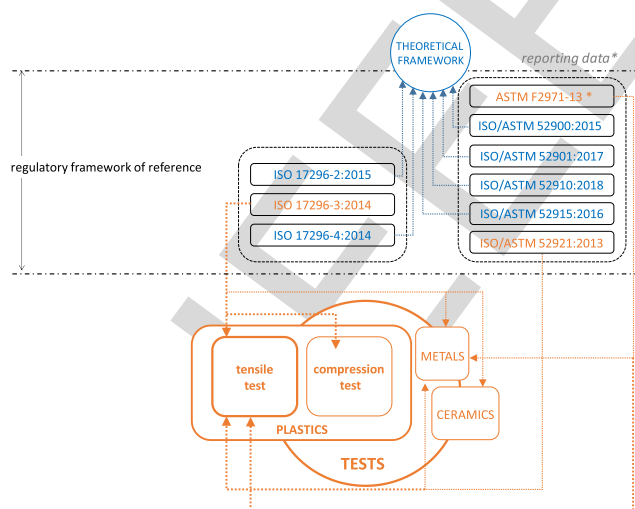 THEORETICAL
FRAMEWORK
reporting data*
ASTM F2971-13 *
ISO/ASTM 52900:2015
ISO/ASTM 52901:2017
regulatory framework of reference
ISO 17296-2:2015
ISO/ASTM 52910:2018
ISO 17296-3:2014
ISO/ASTM 52915:2016
ISO 17296-4:2014
ISO/ASTM 52921:2013
tensile
test
compression
test
METALS
CERAMICS
PLASTICS
TESTS